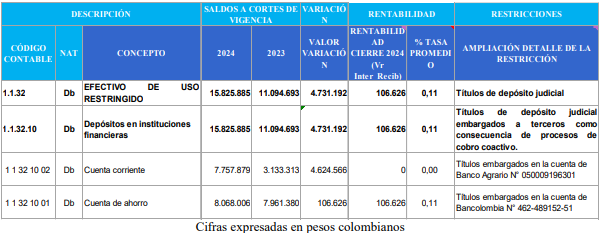 DESCRIPCIÓN
SALDOS A CORTES DE VIGENCIA
VARIACIÓN
RENTABILIDAD
RESTRICCIONES
CÓDIGO CONTABLE
NAT
CONCEPTO
2024
2023
VALOR VARIACIÓN
RENTABILIDAD CIERRE 2024 (Vr Inter_Recib)
% TASA PROMEDIO
AMPLIACIÓN DETALLE DE LA RESTRICCIÓN
1.1.32 Db EFECTIVO DE USO RESTRINGIDO 15.825.885 11.094.693 4.731.192 106.626 0,11 Títulos de depósito judicial
1.1.32.10 Db Depósitos en instituciones financieras 15.825.885 11.094.693 4.731.192 106.626 0,11 Títulos de depósito judicial embargados a terceros como consecuencia de procesos de cobro coactivo.
1 1 32 10 02 Db Cuenta corriente 7.757.879 3.133.313 4.624.566 0 0,00 Títulos embargados en la cuenta de Banco Agrario N° 050009196301
1 1 32 10 01 Db Cuenta de ahorro 8.068.006 7.961.380 106.626 106.626 0,11 Títulos embargados en la cuenta de Bancolombia N° 462-489152-51
Cifras expresadas en pesos colombianos